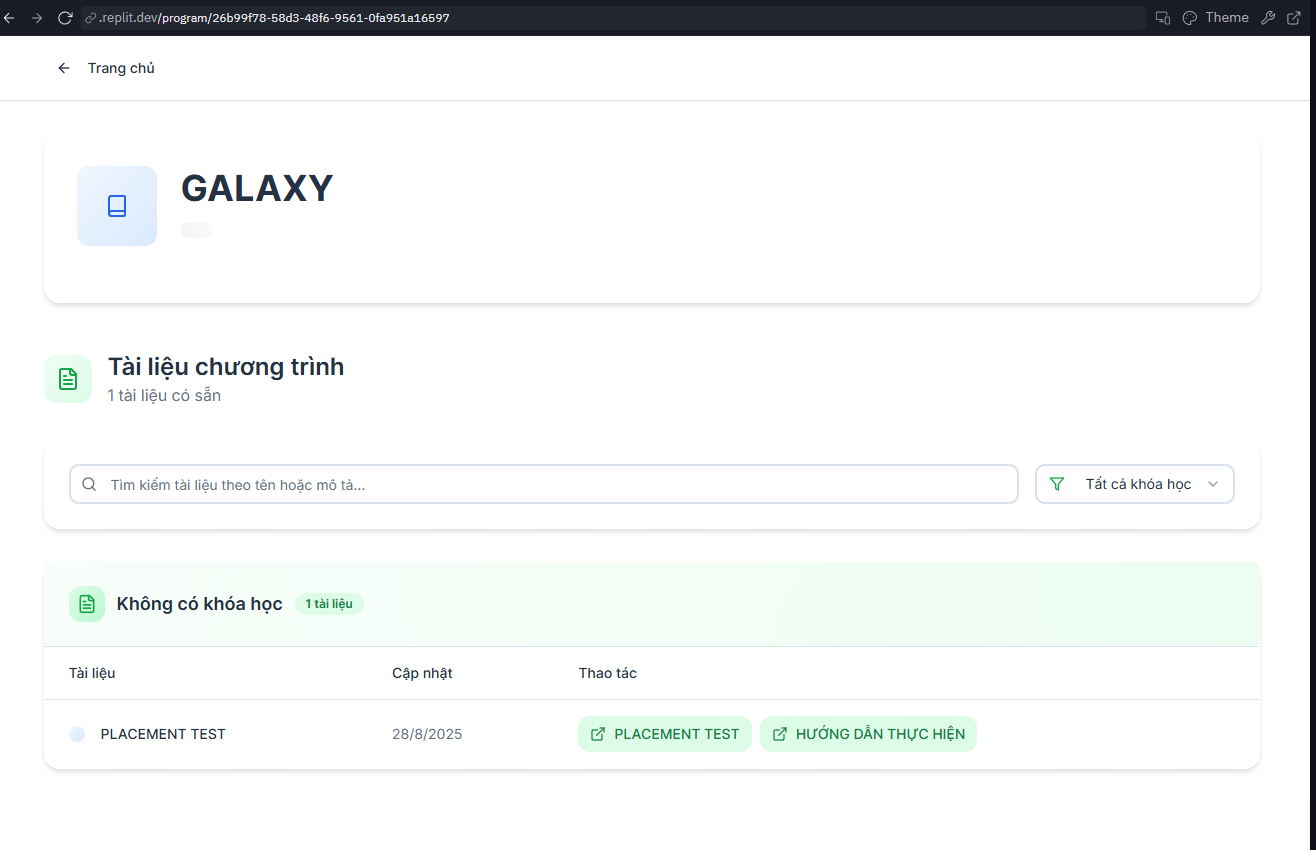 .replit.dev/program/26b99f78-58d3-48f6-9561-0fa951a16597
Theme
Trang chủ
GALAXY
Tài liệu chương trình
1 tài liệu có sẵn
Tìm kiếm tài liệu theo tên hoặc mô tả...
Tất cả khóa học
Không có khóa học 1 tài liệu
Tài liệu Cập nhật Thao tác
PLACEMENT TEST 28/8/2025 PLACEMENT TEST HƯỚNG DẪN THỰC HIỆN